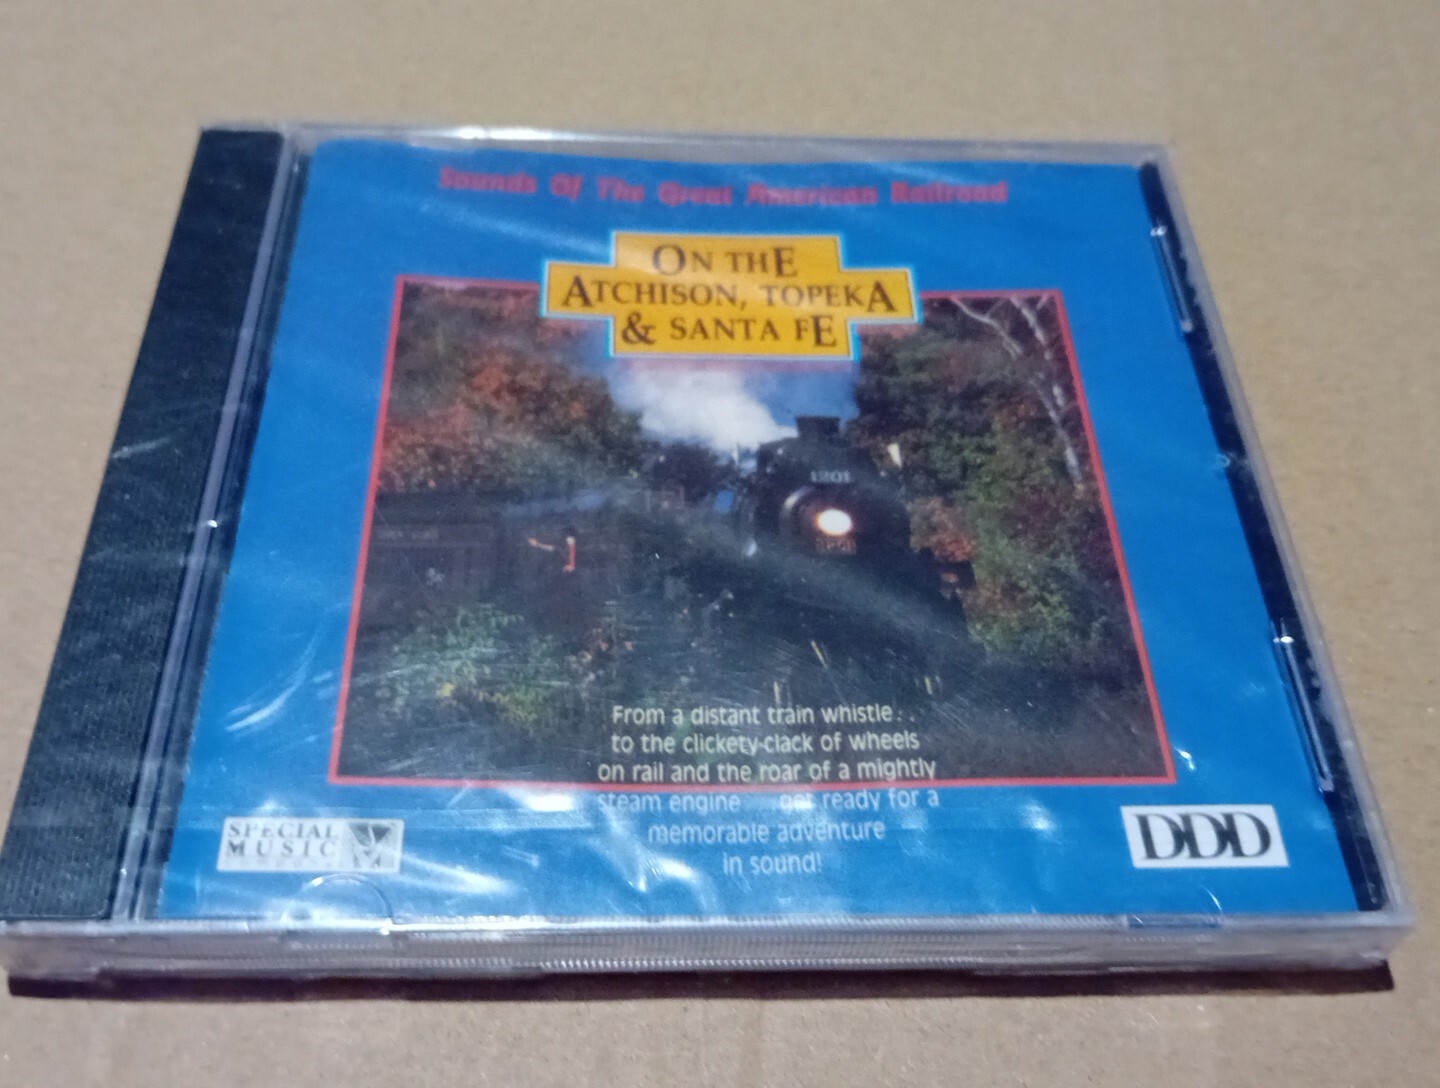 Sounds Of The Great American Railroad
ON THE
ATCHISON, TOPEKA
& SANTA FE
1201
From a distant train whistle. .
to the clickety-clack of wheels
on rail and the roar of a mightly
steam engine . . . get ready for a
memorable adventure
in sound!
SPECIAL
MUSIC
DDD